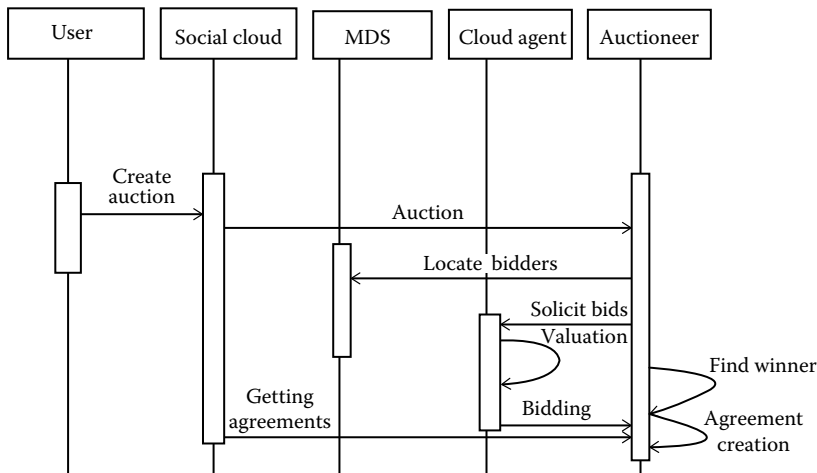 User
Social cloud
MDS
Cloud agent
Auctioneer
Create
auction
Auction
Locate bidders
Solicit bids
Valuation
Find winner
Getting
agreements
Bidding
Agreement
creation